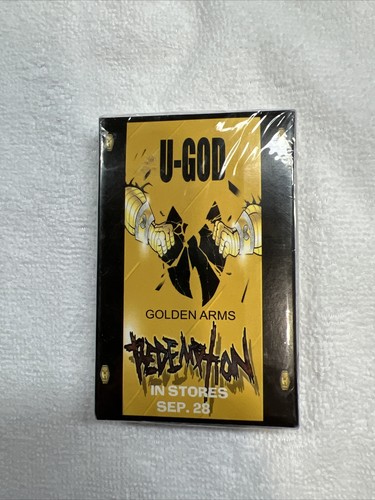 U-GOD
GOLDEN ARMS
REDEMPTION
IN STORES
SEP. 28